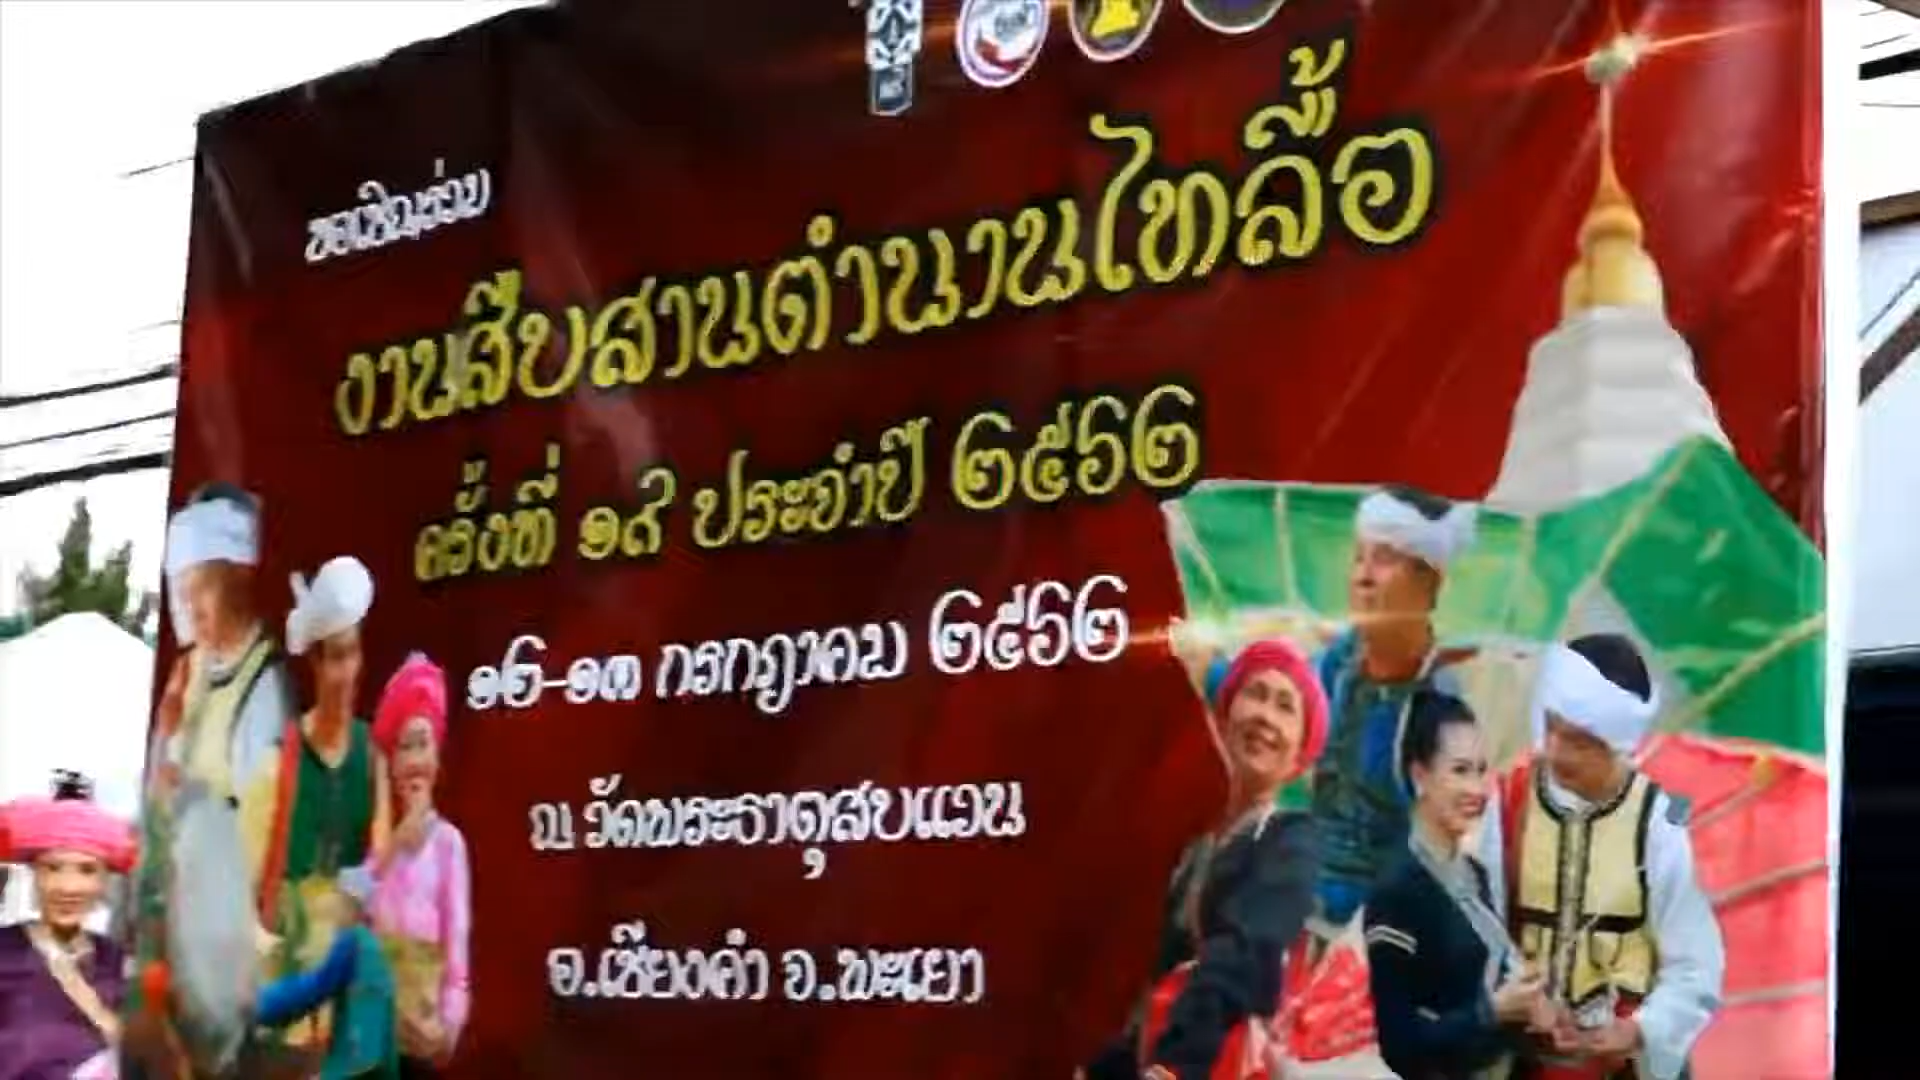 ขอเชิญร่วม
งานสืบสานตำนานไทลื้อ
ครั้งที่ ๑๙ ประจำปี ๒๕๖๒
๑๒-๑๓ กรกฎาคม ๒๕๖๒
ณ วัดพระธาตุสบแวน
อ.เชียงคำ จ.พะเยา